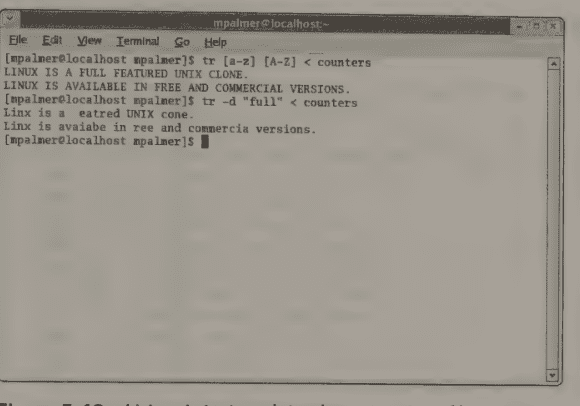 mpalmer@localhost:~
File Edit View Terminal Go Help
[mpalmer@localhost mpalmer]$ tr [a-z] [A-Z] < counters
LINUX IS A FULL FEATURED UNIX CLONE.
LINUX IS AVAILABLE IN FREE AND COMMERCIAL VERSIONS.
[mpalmer@localhost mpalmer]$ tr -d "full" < counters
Linx is a  eatred UNIX cone.
Linx is avaiabe in ree and commercia versions.
[mpalmer@localhost mpalmer]$